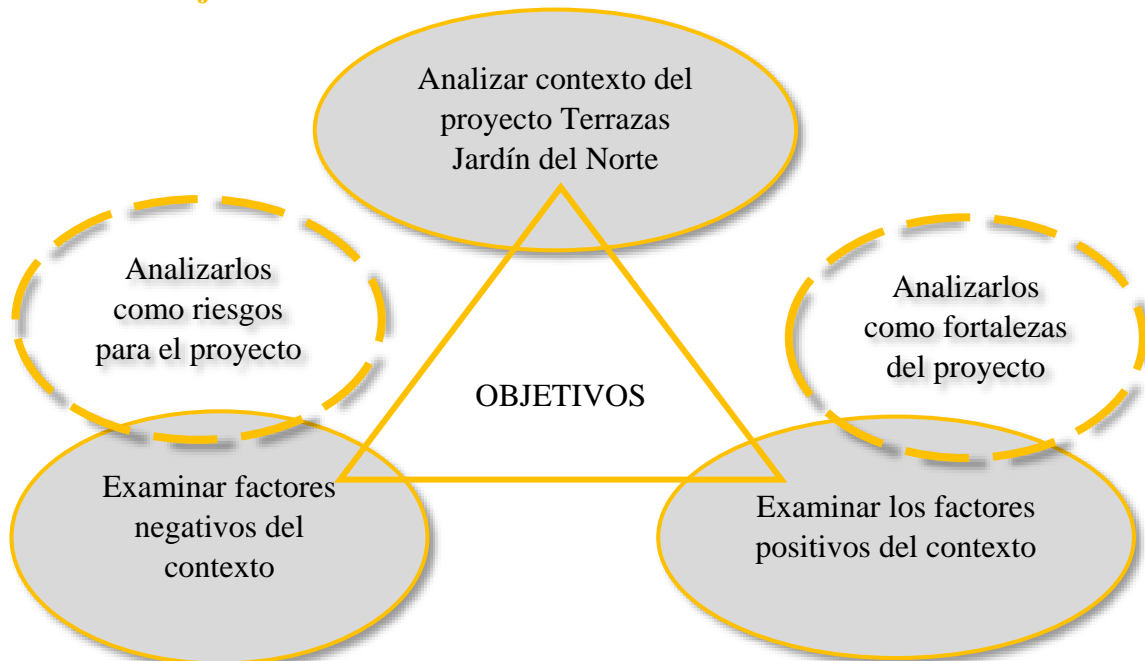 Analizar contexto del
proyecto Terrazas
Jardín del Norte
Analizarlos
como riesgos
para el proyecto
Analizarlos
como fortalezas
del proyecto
OBJETIVOS
Examinar factores
negativos del
contexto
Examinar los factores
positivos del contexto